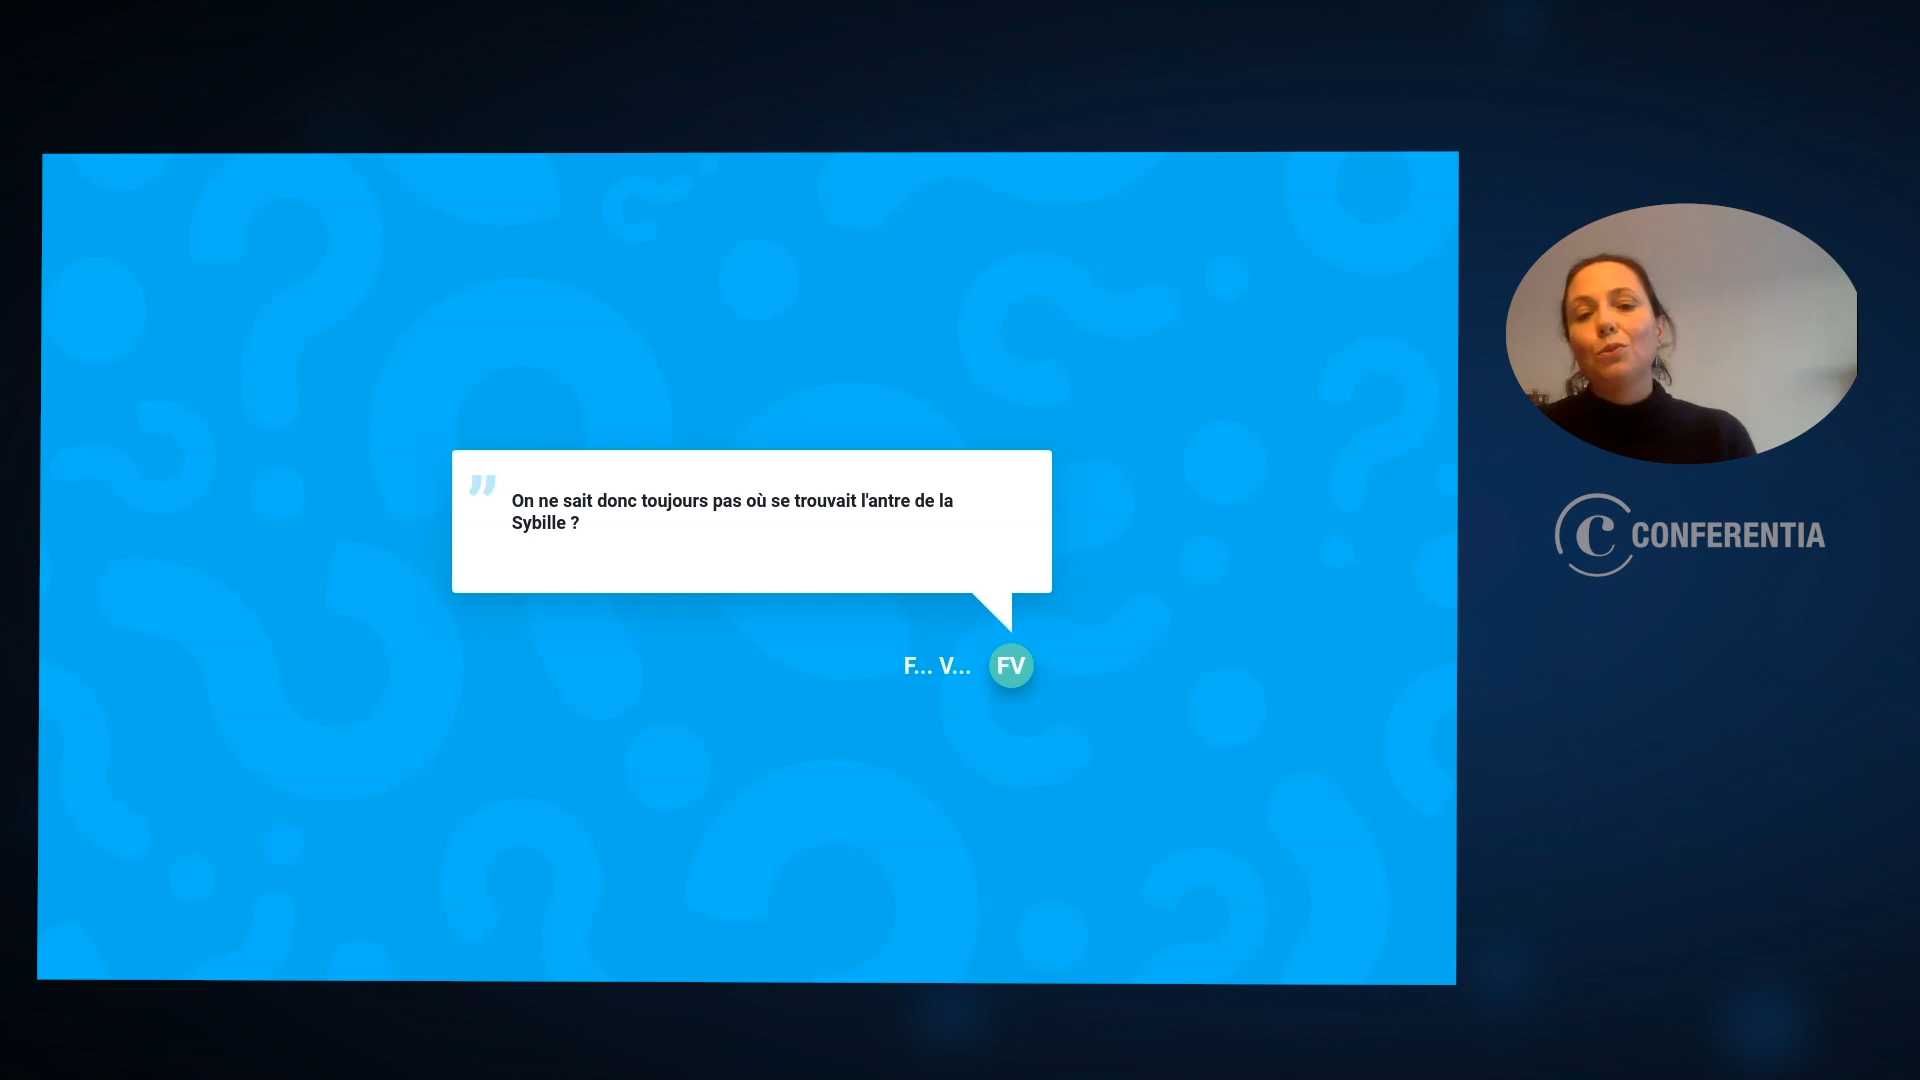 On ne sait donc toujours pas où se trouvait l'antre de la
Sybille ?
F... V... FV
C CONFERENTIA